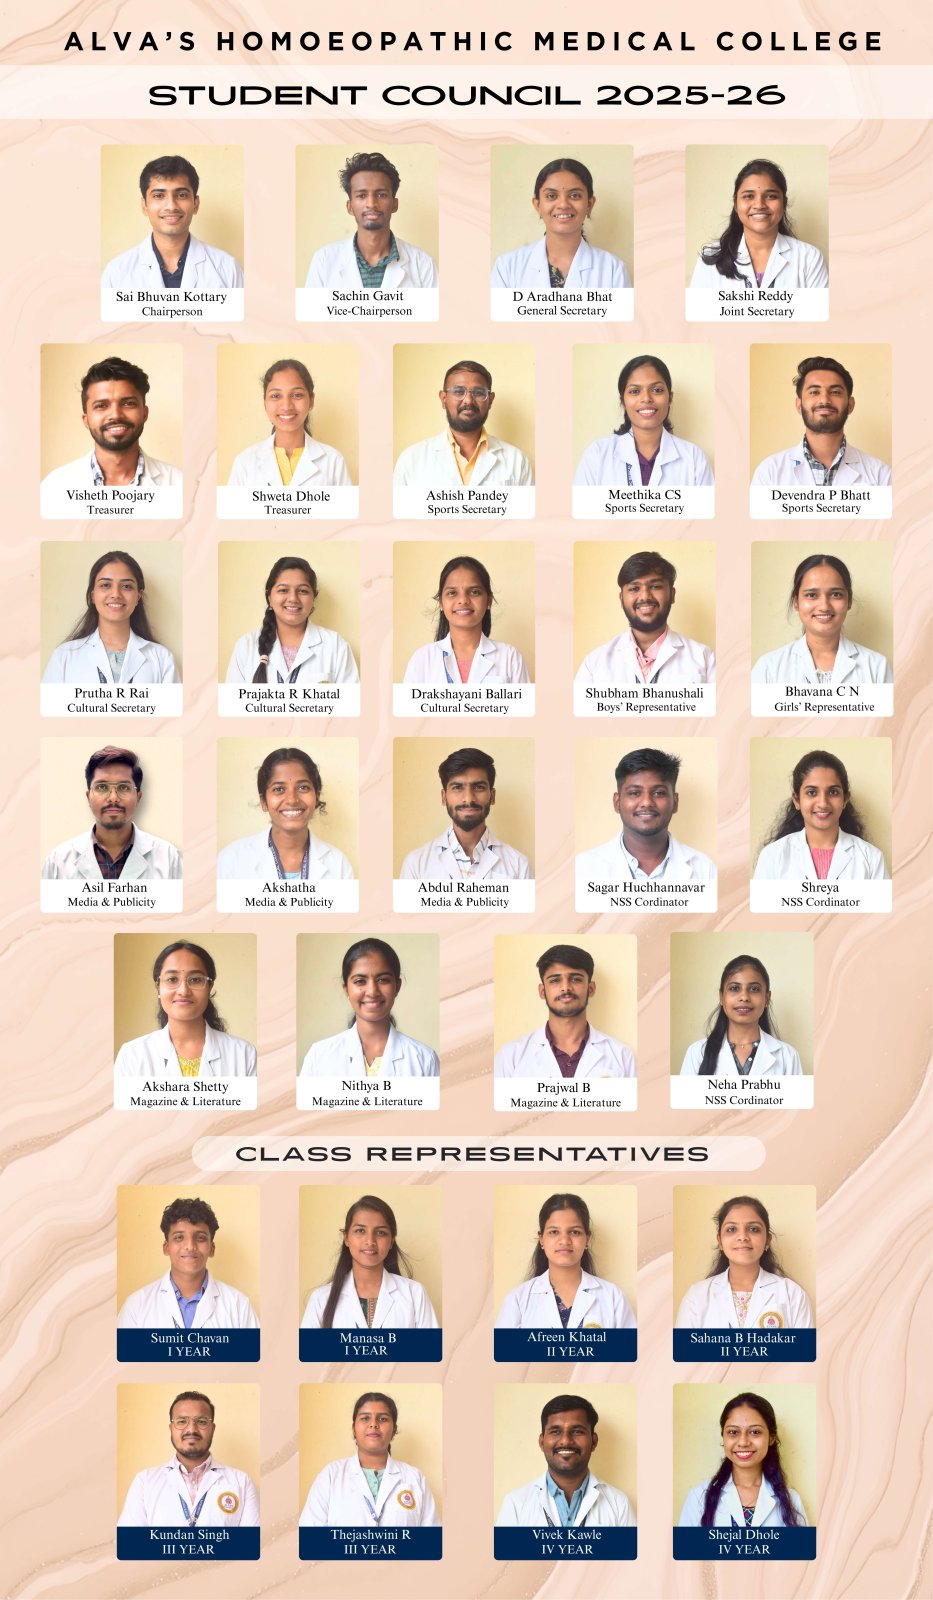 ALVA'S HOMOEOPATHIC MEDICAL COLLEGE
STUDENT COUNCIL 2025-26
Sai Bhuvan Kottary
Chairperson
Sachin Gavit
Vice-Chairperson
D Aradhana Bhat
General Secretary
Sakshi Reddy
Joint Secretary
Visheth Poojary
Treasurer
Shweta Dhole
Treasurer
Ashish Pandey
Sports Secretary
Meethika CS
Sports Secretary
Devendra P Bhatt
Sports Secretary
Prutha R Rai
Cultural Secretary
Prajakta R Khatal
Cultural Secretary
Drakshayani Ballari
Cultural Secretary
Shubham Bhanushali
Boys' Representative
Bhavana C N
Girls' Representative
Asil Farhan
Media & Publicity
Akshatha
Media & Publicity
Abdul Raheman
Media & Publicity
Sagar Huchhannavar
NSS Cordinator
Shreya
NSS Cordinator
Akshara Shetty
Magazine & Literature
Nithya B
Magazine & Literature
Prajwal B
Magazine & Literature
Neha Prabhu
NSS Cordinator
CLASS REPRESENTATIVES
Sumit Chavan
I YEAR
Manasa B
I YEAR
Afreen Khatal
II YEAR
Sahana B Hadakar
II YEAR
Kundan Singh
III YEAR
Thejashwini R
III YEAR
Vivek Kawle
IV YEAR
Shejal Dhole
IV YEAR